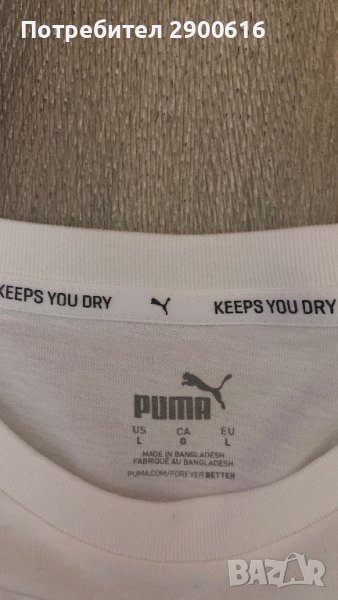 Потребител 2900616
KEEPS YOU DRY KEEPS YOU DRY
PUMA
US CA EU
L G L
MADE IN BANGLADESH
FABRIQUÉ AU BANGLADESH
PUMA.COM/FOREVERBETTER
BAZAR